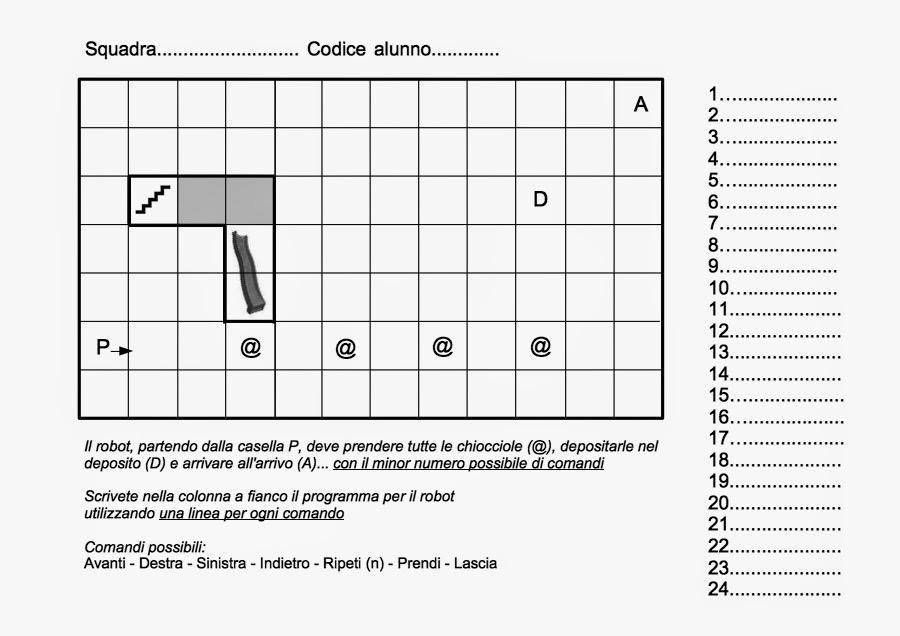 Squadra........................... Codice alunno.............
A
D
P
@ @ @ @
1.......................
2.......................
3.......................
4.......................
5.......................
6.......................
7.......................
8.......................
9.......................
10.....................
11.....................
12.....................
13.....................
14.....................
15.....................
16.....................
17.....................
18.....................
19.....................
20.....................
21.....................
22.....................
23.....................
24.....................
Il robot, partendo dalla casella P, deve prendere tutte le chiocciole (@), depositarle nel
deposito (D) e arrivare all'arrivo (A)... con il minor numero possibile di comandi
Scrivete nella colonna a fianco il programma per il robot
utilizzando una linea per ogni comando
Comandi possibili:
Avanti - Destra - Sinistra - Indietro - Ripeti (n) - Prendi - Lascia